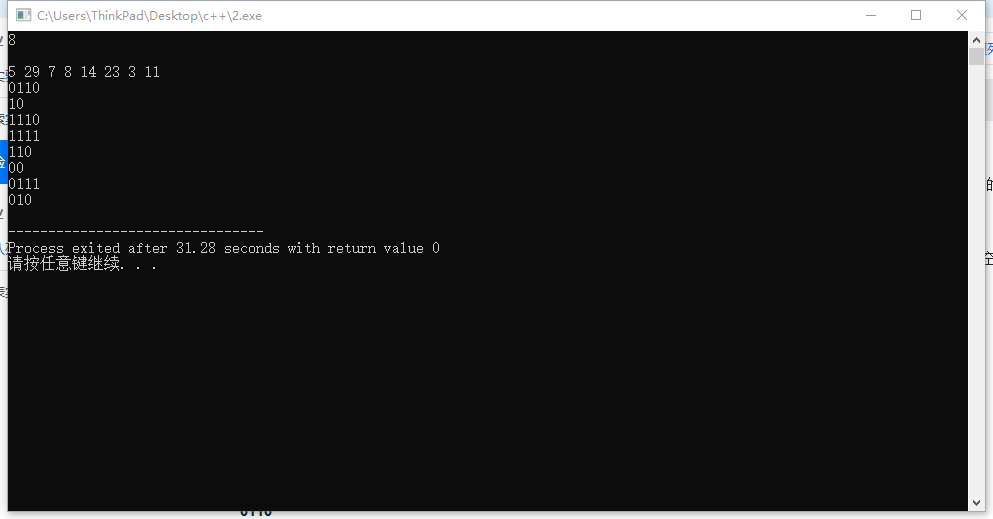 C:\Users\ThinkPad\Desktop\c++\2.exe
8
5 29 7 8 14 23 3 11
0110
10
1110
1111
110
00
0111
010
--------------------------------
Process exited after 31.28 seconds with return value 0
请按任意键继续. . .